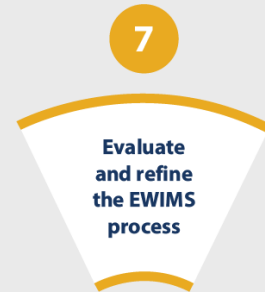 7
Evaluate
and refine
the EWIMS
process